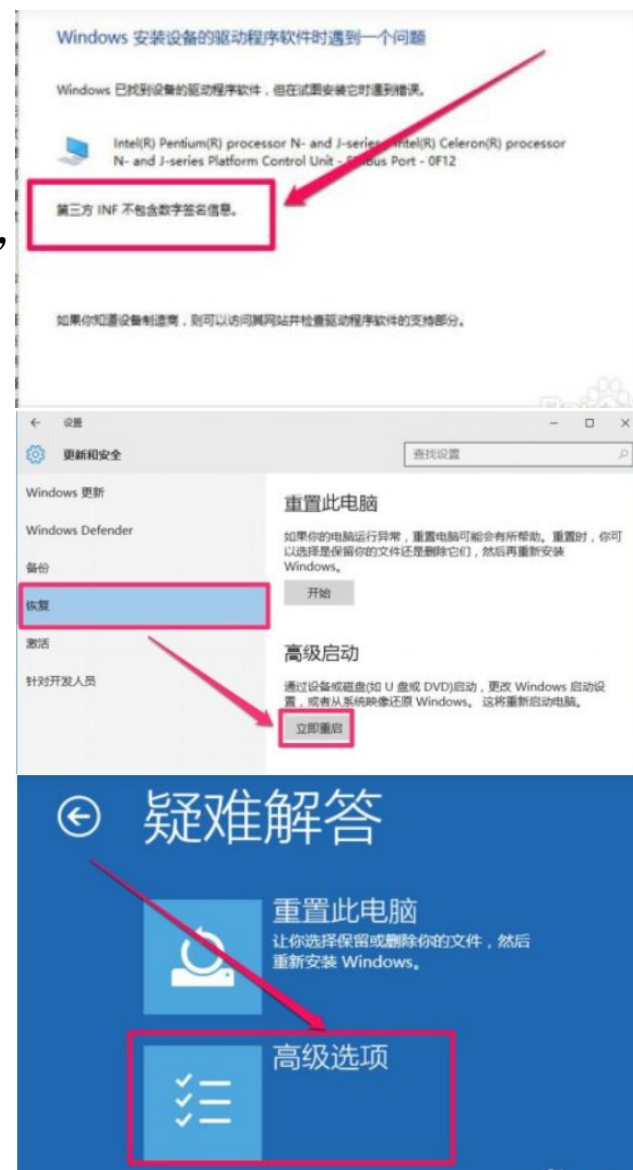 Windows 安装设备的驱动程序软件时遇到一个问题
Windows 已找到设备的驱动程序软件，但在试图安装它时遇到错误。
Intel(R) Pentium(R) processor N- and J-series / Intel(R) Celeron(R) processor
N- and J-series Platform Control Unit - SMBus Port - 0F12
第三方 INF 不包含数字签名信息。
，
如果你知道设备制造商，则可以访问其网站并检查驱动程序软件的支持部分。
设置
更新和安全
查找设置
Windows 更新
Windows Defender
备份
恢复
激活
针对开发人员
重置此电脑
如果你的电脑运行异常，重置电脑可能会有所帮助。重置时，你可
以选择是保留你的文件还是删除它们，然后再重新安装
Windows。
开始
高级启动
通过设备或磁盘(如 U 盘或 DVD)启动，更改 Windows 启动设
置，或者从系统映像还原 Windows。 这将重新启动电脑。
立即重启
疑难解答
重置此电脑
让你选择保留或删除你的文件，然后
重新安装 Windows。
高级选项